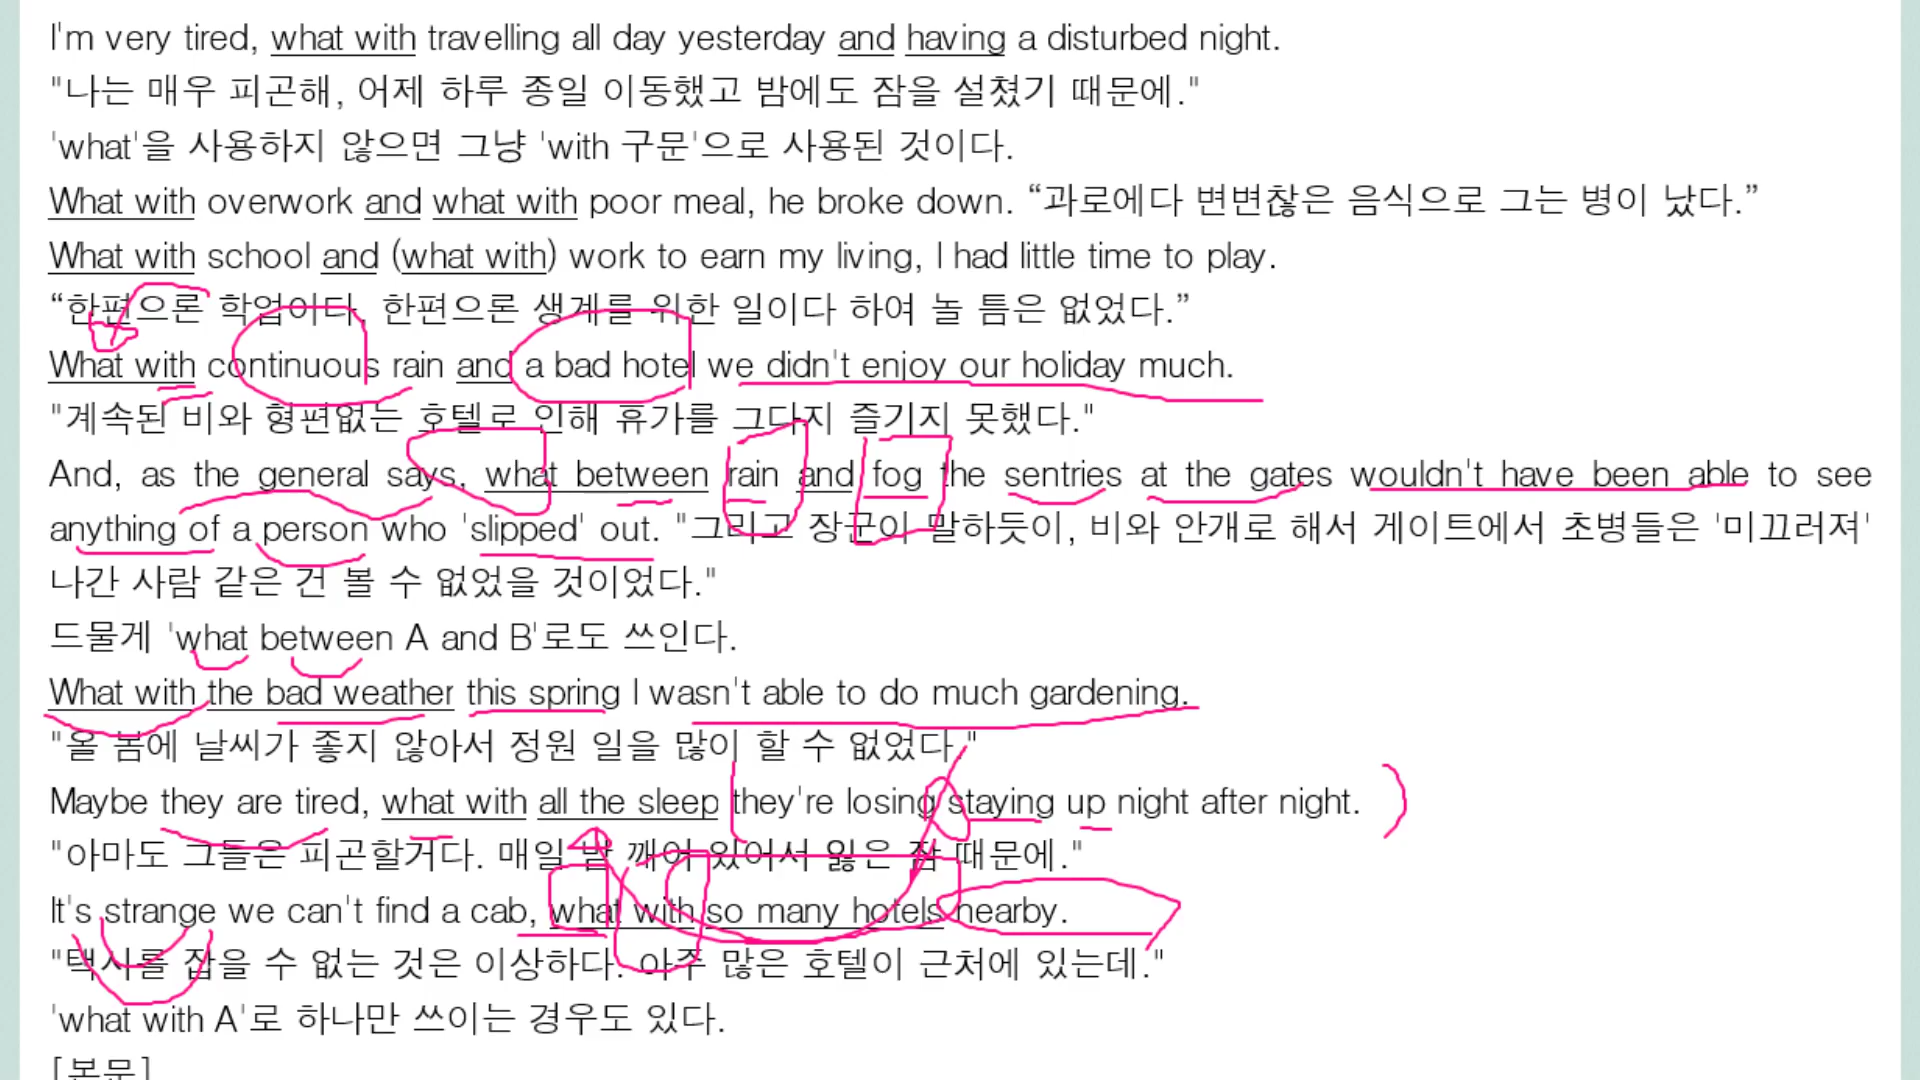 I'm very tired, what with travelling all day yesterday and having a disturbed night.
"나는 매우 피곤해, 어제 하루 종일 이동했고 밤에도 잠을 설쳤기 때문에."
'what'을 사용하지 않으면 그냥 'with 구문'으로 사용된 것이다.
What with overwork and what with poor meal, he broke down. “과로에다 변변찮은 음식으로 그는 병이 났다.”
What with school and (what with) work to earn my living, I had little time to play.
“한편으론 학업이다, 한편으론 생계를 위한 일이다 하여 놀 틈은 없었다.”
What with continuous rain and a bad hotel we didn't enjoy our holiday much.
"계속된 비와 형편없는 호텔로 인해 휴가를 그다지 즐기지 못했다."
And, as the general says, what between rain and fog the sentries at the gates wouldn't have been able to see
anything of a person who 'slipped' out. "그리고 장군이 말하듯이, 비와 안개로 해서 게이트에서 초병들은 '미끄러져'
나간 사람 같은 건 볼 수 없었을 것이었다."
드물게 'what between A and B'로도 쓰인다.
What with the bad weather this spring I wasn't able to do much gardening.
"올 봄에 날씨가 좋지 않아서 정원 일을 많이 할 수 없었다."
Maybe they are tired, what with all the sleep they're losing staying up night after night.
"아마도 그들은 피곤할거다. 매일 밤 깨어 있어서 잃은 잠 때문에."
It's strange we can't find a cab, what with so many hotels nearby.
"택시를 잡을 수 없는 것은 이상하다. 아주 많은 호텔이 근처에 있는데."
'what with A'로 하나만 쓰이는 경우도 있다.
[본문]